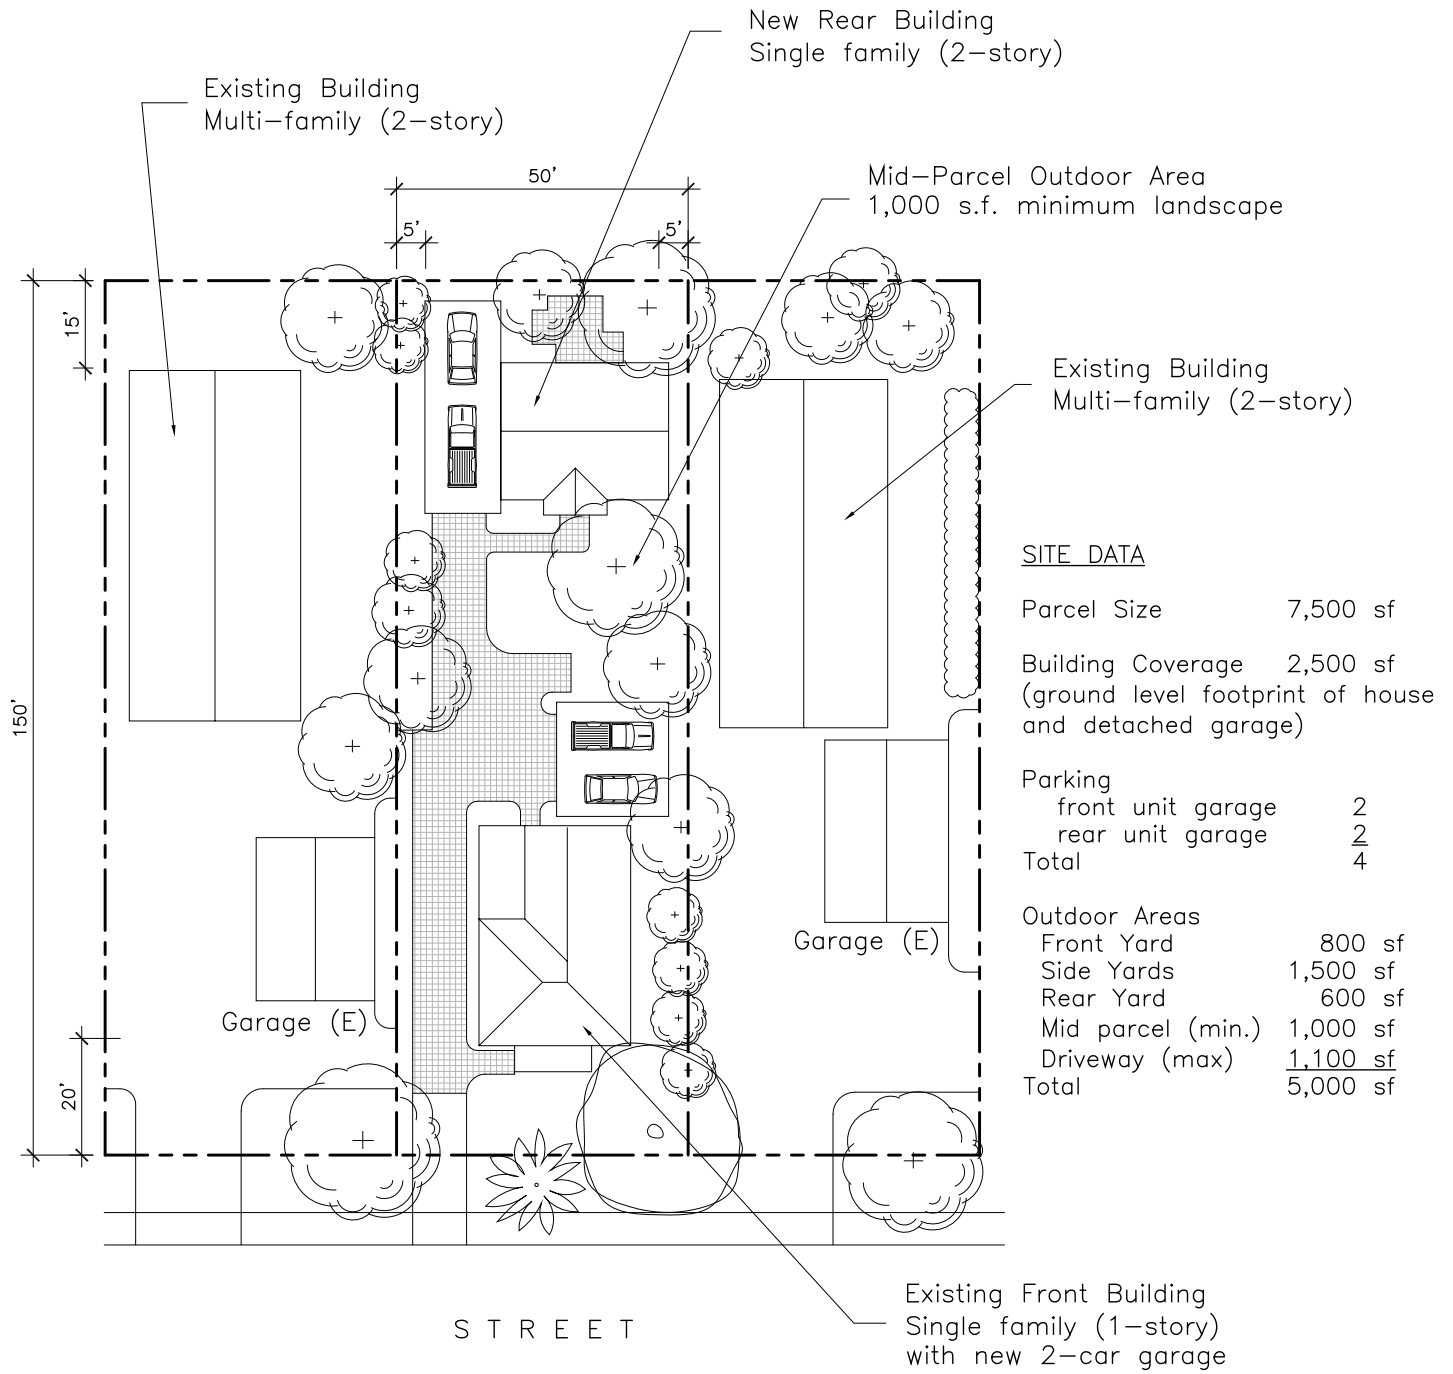 New Rear Building
Single family (2-story)
Existing Building
Multi-family (2-story)
50'
Mid-Parcel Outdoor Area
1,000 s.f. minimum landscape
5'
5'
15'
Existing Building
Multi-family (2-story)
150'
SITE DATA
Parcel Size 7,500 sf
Building Coverage 2,500 sf
(ground level footprint of house
and detached garage)
Parking
front unit garage 2
rear unit garage 2
Total 4
Outdoor Areas
Front Yard 800 sf
Side Yards 1,500 sf
Rear Yard 600 sf
Mid parcel (min.) 1,000 sf
Driveway (max) 1,100 sf
Total 5,000 sf
Garage (E)
Garage (E)
20'
Existing Front Building
Single family (1-story)
with new 2-car garage
STREET